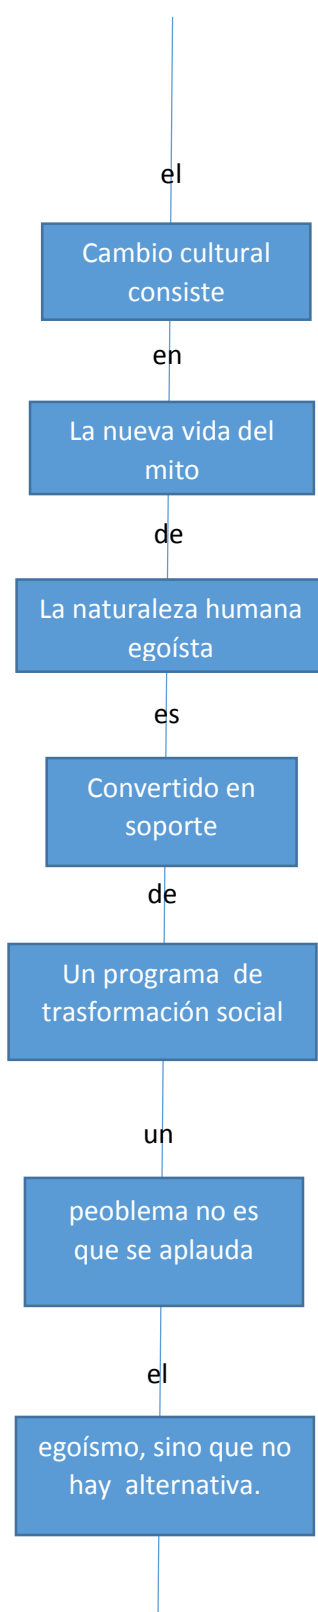 el
Cambio cultural
consiste
en
La nueva vida del
mito
de
La naturaleza humana
egoísta
es
Convertido en
soporte
de
Un programa de
trasformación social
un
peoblema no es
que se aplauda
el
egoísmo, sino que no
hay alternativa.